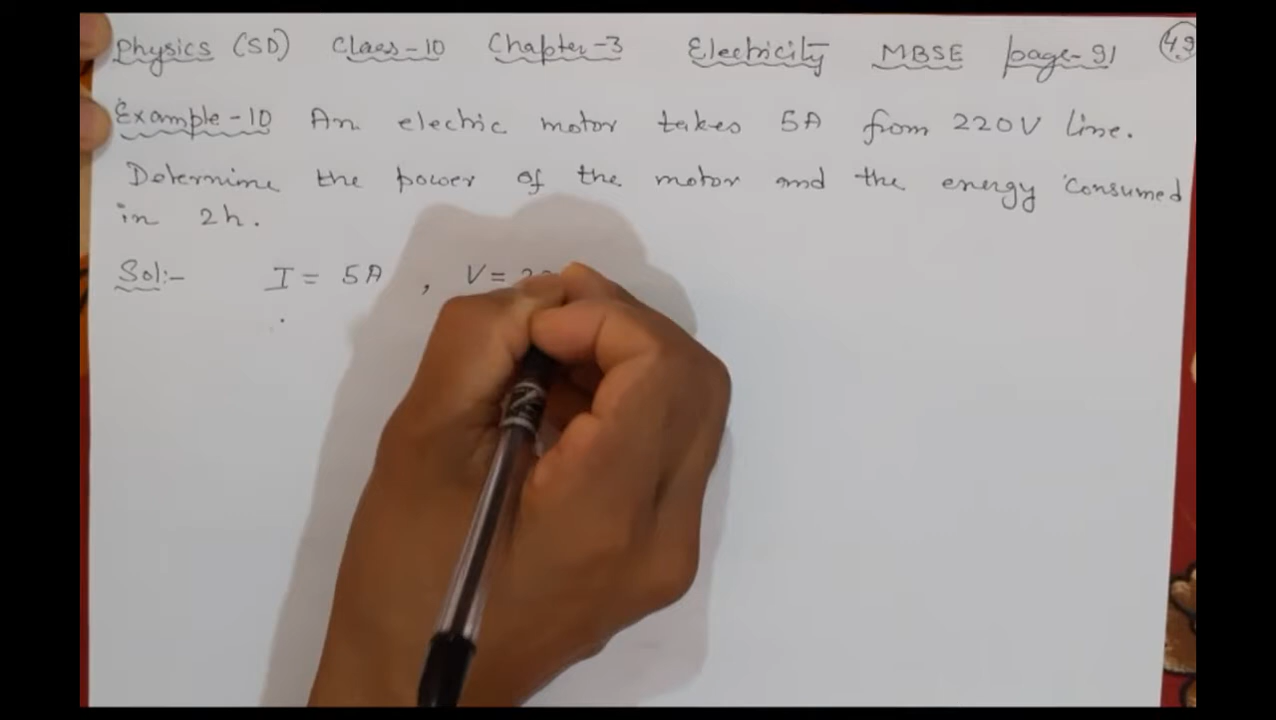 Physics (SD) Class-10 Chapter-3 Electricity MBSE page-91 49
Example-10 An electric motor takes 5A from 220V line.
Determine the power of the motor and the energy consumed
in 2h.
Sol:- I = 5A , V =